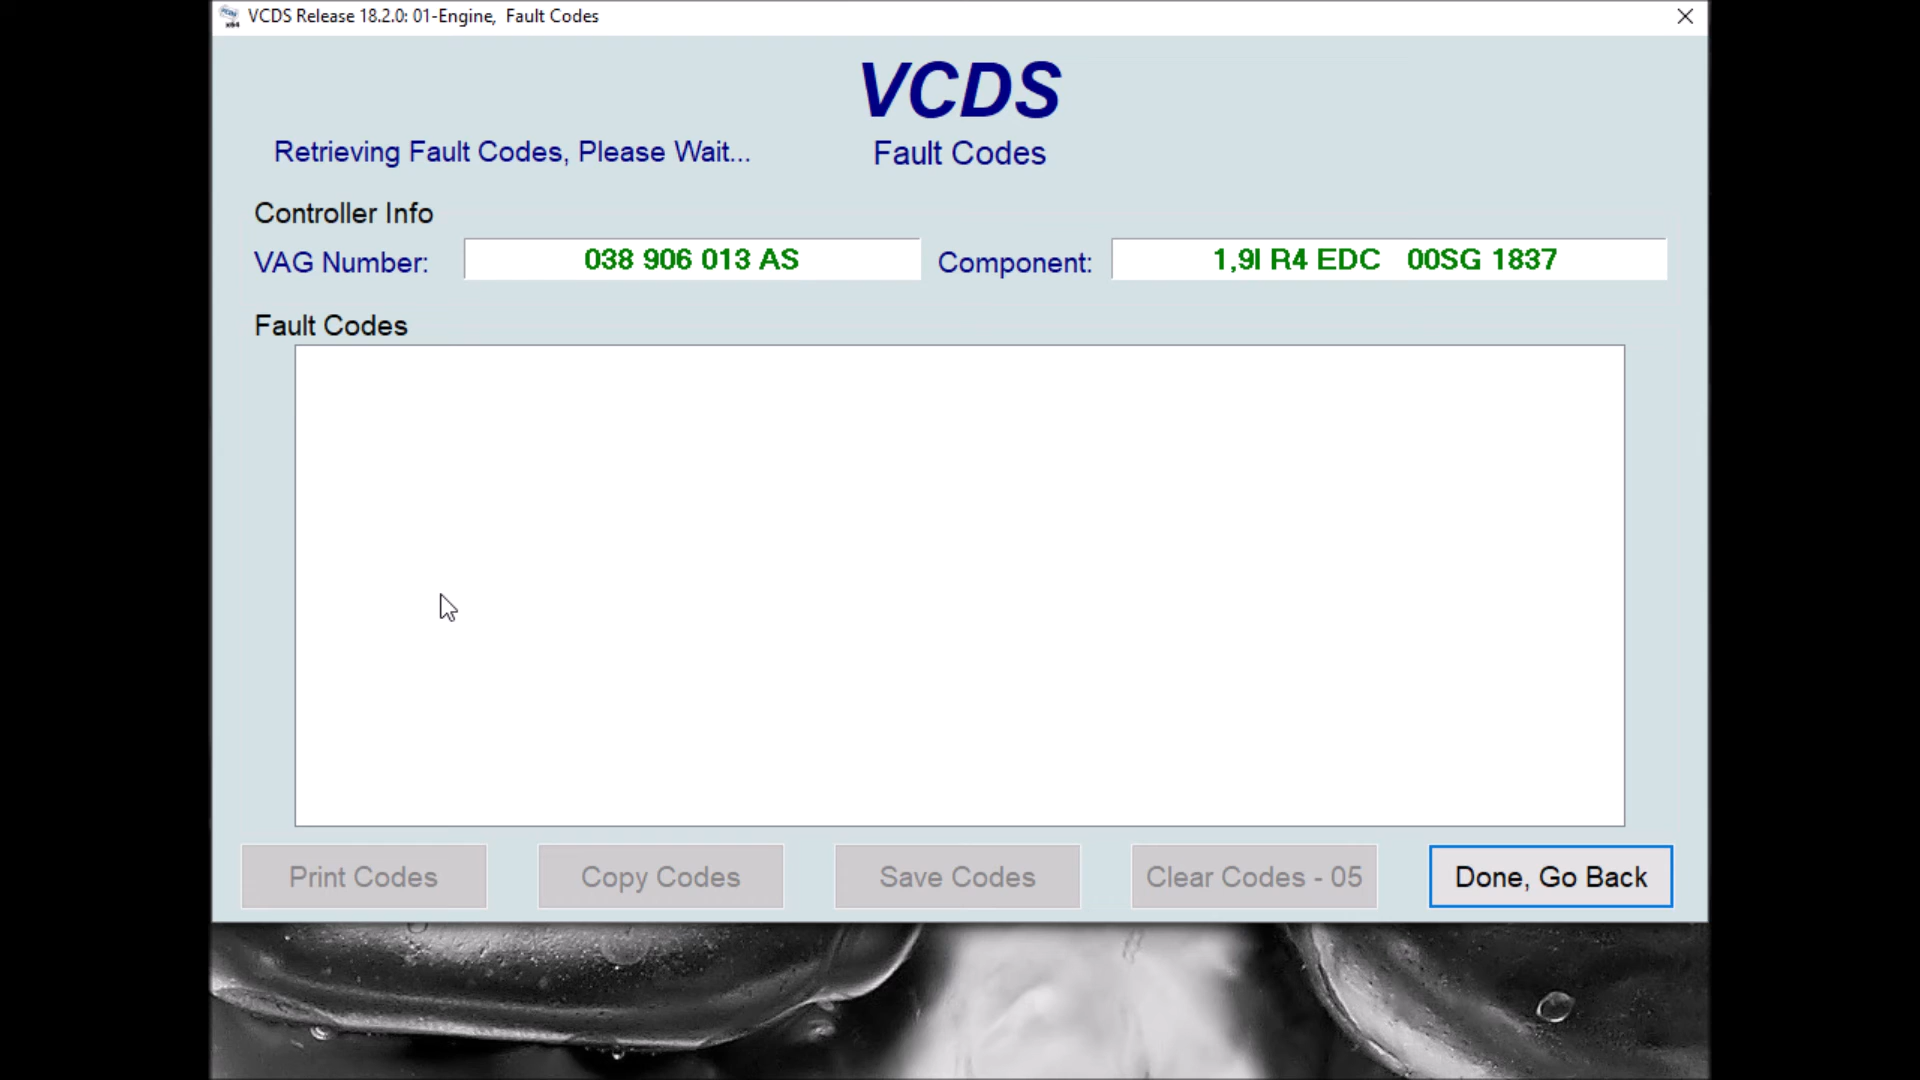 VCDS Release 18.2.0: 01-Engine, Fault Codes
VCDS
Retrieving Fault Codes, Please Wait...
Fault Codes
Controller Info
VAG Number: 038 906 013 AS Component: 1,9l R4 EDC 00SG 1837
Fault Codes
Print Codes Copy Codes Save Codes Clear Codes - 05 Done, Go Back